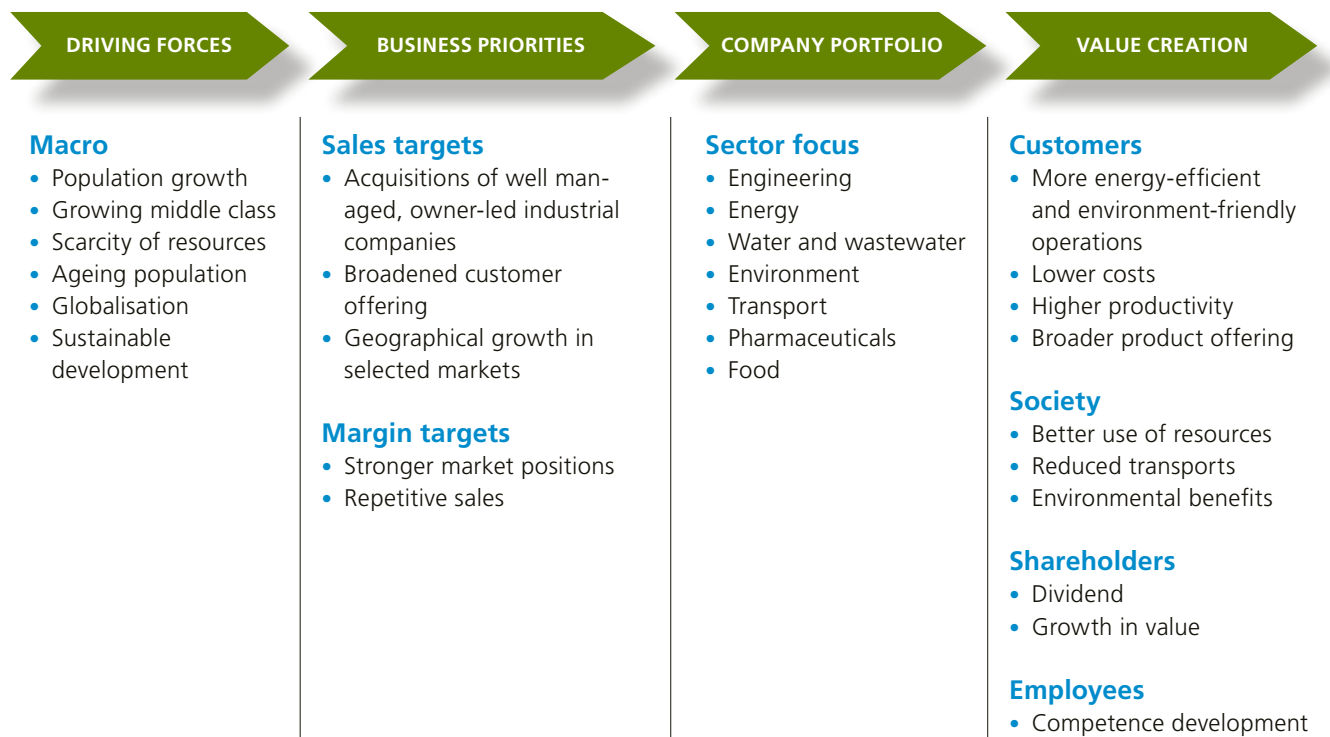 DRIVING FORCES
BUSINESS PRIORITIES
COMPANY PORTFOLIO
VALUE CREATION
Macro
• Population growth
• Growing middle class
• Scarcity of resources
• Ageing population
• Globalisation
• Sustainable
development
Sales targets
• Acquisitions of well man-
aged, owner-led industrial
companies
• Broadened customer
offering
• Geographical growth in
selected markets
Margin targets
• Stronger market positions
• Repetitive sales
Sector focus
• Engineering
• Energy
• Water and wastewater
• Environment
• Transport
• Pharmaceuticals
• Food
Customers
• More energy-efficient
and environment-friendly
operations
• Lower costs
• Higher productivity
• Broader product offering
Society
• Better use of resources
• Reduced transports
• Environmental benefits
Shareholders
• Dividend
• Growth in value
Employees
• Competence development